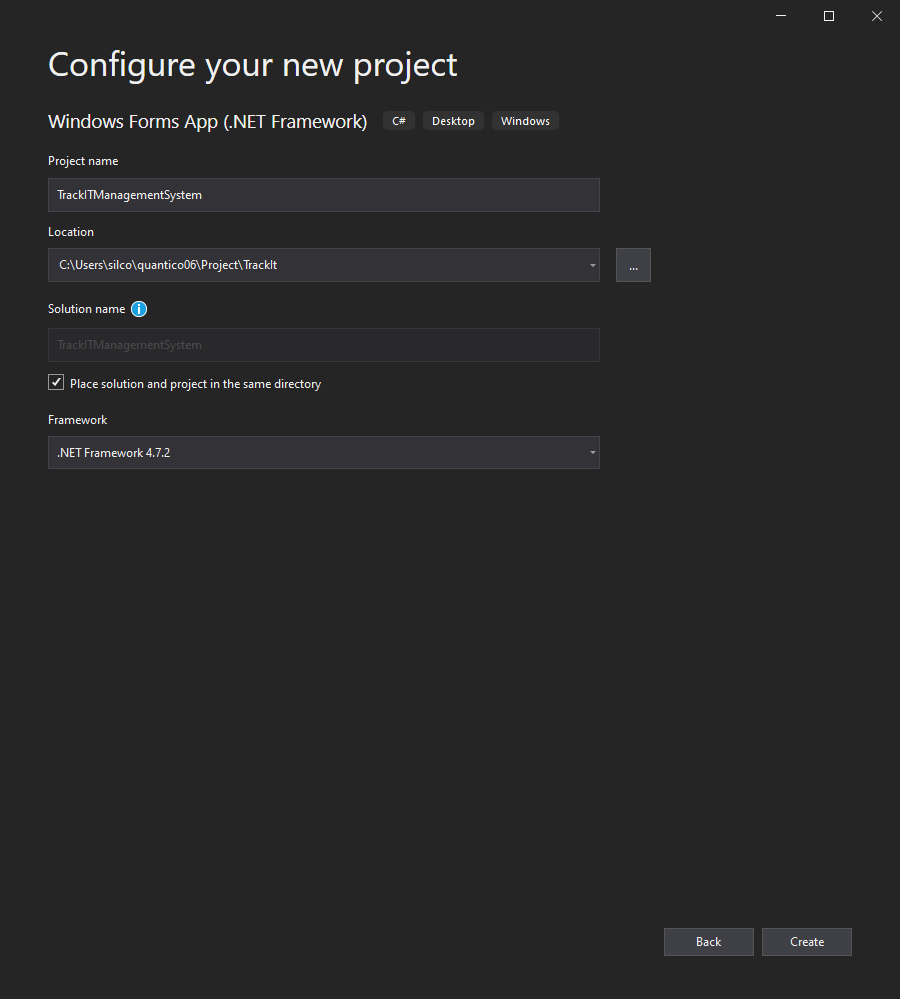 Configure your new project
Windows Forms App (.NET Framework) C# Desktop Windows
Project name
TrackITManagementSystem
Location
C:\Users\silco\quantico06\Project\TrackIt
...
Solution name
TrackITManagementSystem
Place solution and project in the same directory
Framework
.NET Framework 4.7.2
Back Create